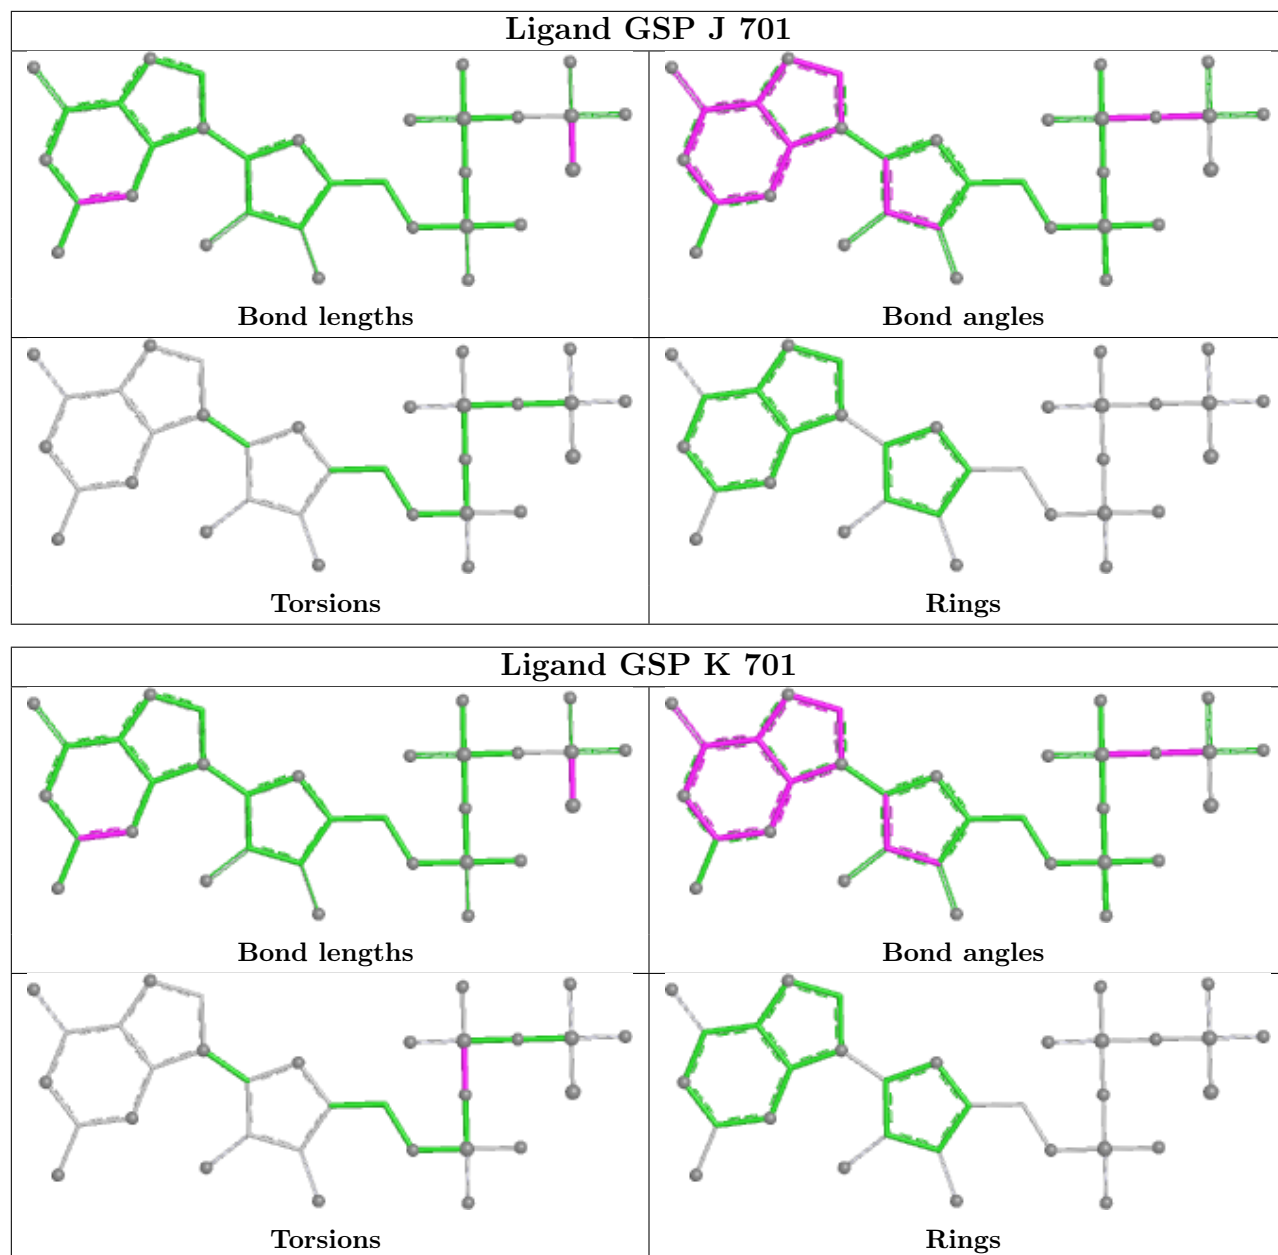 Ligand GSP J 701
Bond lengths
Bond angles
Torsions
Rings
Ligand GSP K 701
Bond lengths
Bond angles
Torsions
Rings